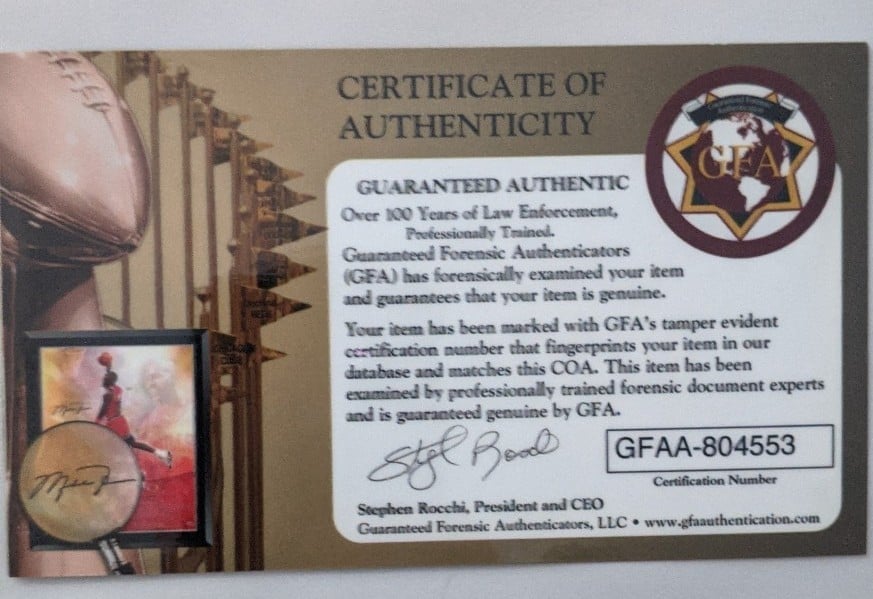 CERTIFICATE OF
AUTHENTICITY
Guaranteed Forensic
Authentication
GFA
GUARANTEED AUTHENTIC
Over 100 Years of Law Enforcement,
Professionally Trained.
Guaranteed Forensic Authenticators
(GFA) has forensically examined your item
and guarantees that your item is genuine.
Your item has been marked with GFA's tamper evident
certification number that fingerprints your item in our
database and matches this COA. This item has been
examined by professionally trained forensic document experts
and is guaranteed genuine by GFA.
GFAA-804553
Certification Number
Stephen Rocchi, President and CEO
Guaranteed Forensic Authenticators, LLC • www.gfaauthentication.com